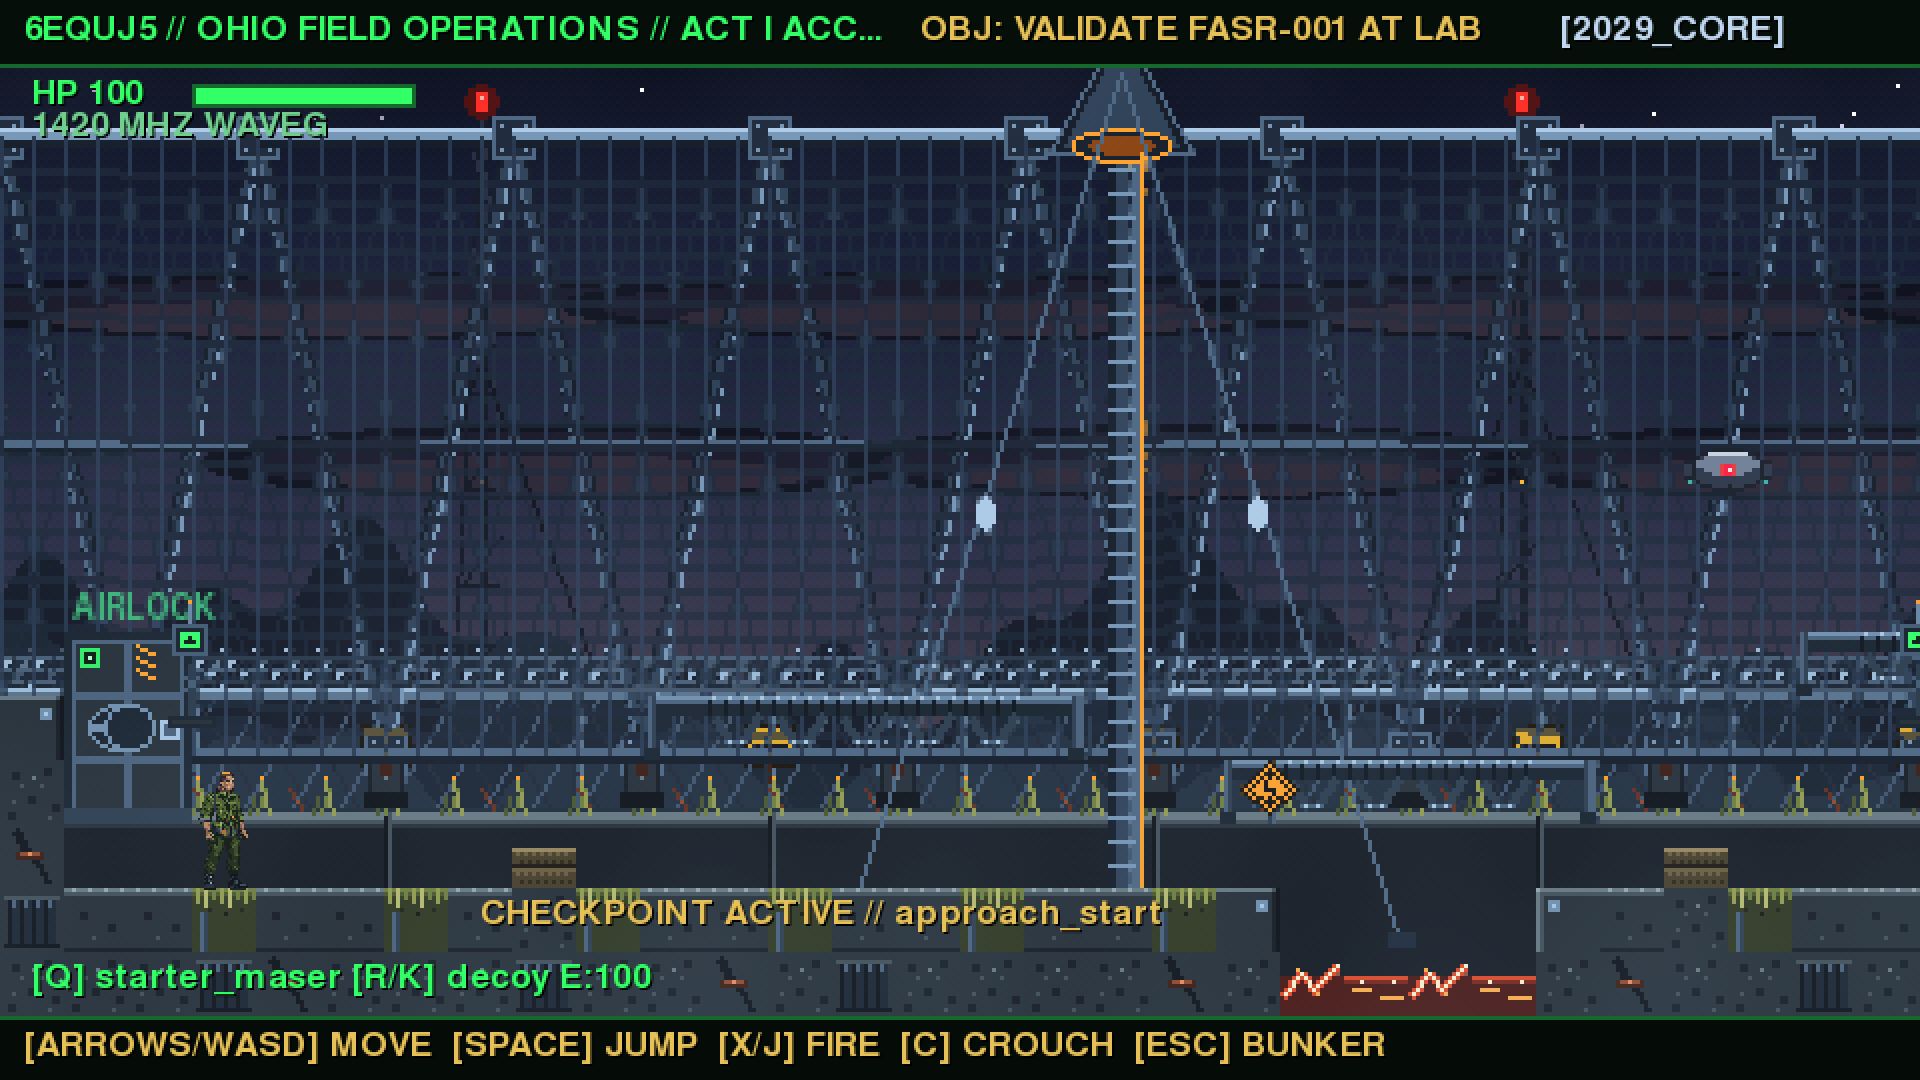 6EQUJ5 // OHIO FIELD OPERATIONS // ACT I ACC... OBJ: VALIDATE FASR-001 AT LAB [2029_CORE]
HP 100
1420 MHZ WAVEG
AIRLOCK
CHECKPOINT ACTIVE // approach_start
[Q] starter_maser [R/K] decoy E:100
[ARROWS/WASD] MOVE [SPACE] JUMP [X/J] FIRE [C] CROUCH [ESC] BUNKER